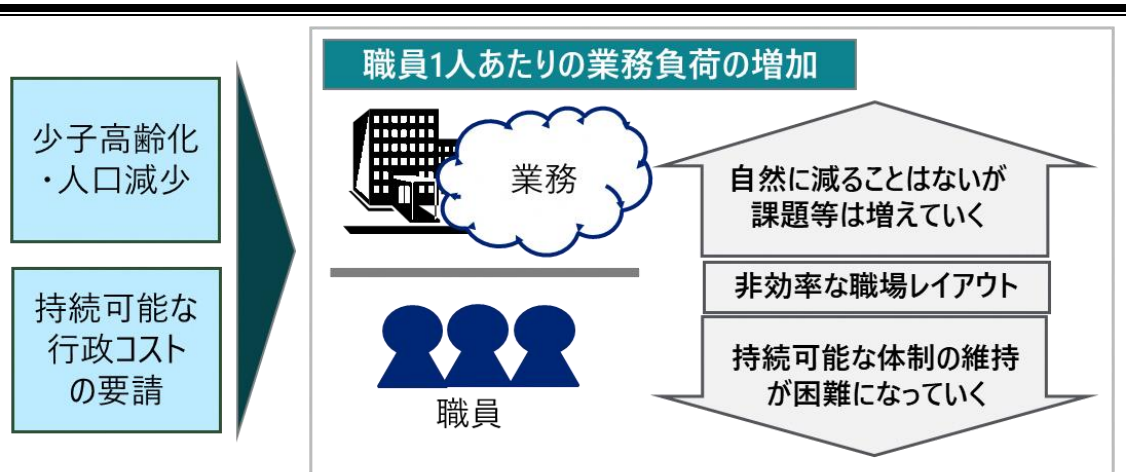 少子高齢化
・人口減少
持続可能な
行政コスト
の要請
職員1人あたりの業務負荷の増加
業務
職員
自然に減ることはないが
課題等は増えていく
非効率な職場レイアウト
持続可能な体制の維持
が困難になっていく